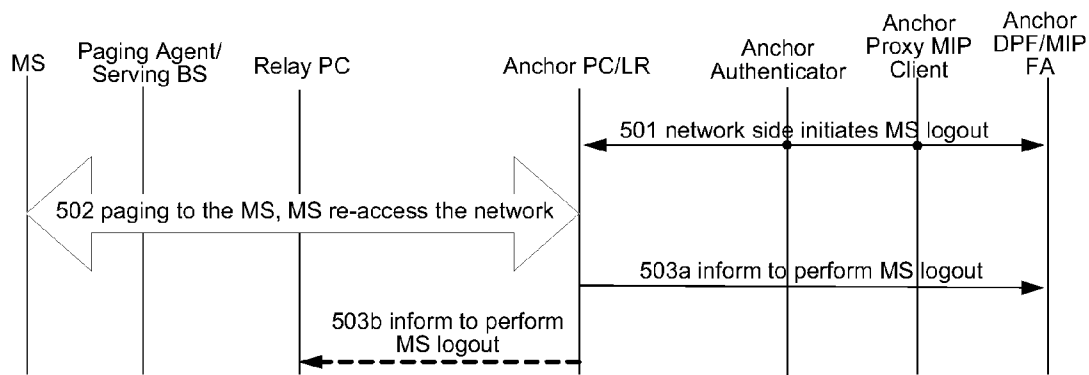 MS
Paging Agent/
Serving BS
Relay PC
Anchor PC/LR
Anchor
Authenticator
Anchor
Proxy MIP
Client
Anchor
DPF/MIP
FA
501 network side initiates MS logout
502 paging to the MS, MS re-access the network
503a inform to perform MS logout
503b inform to perform
MS logout